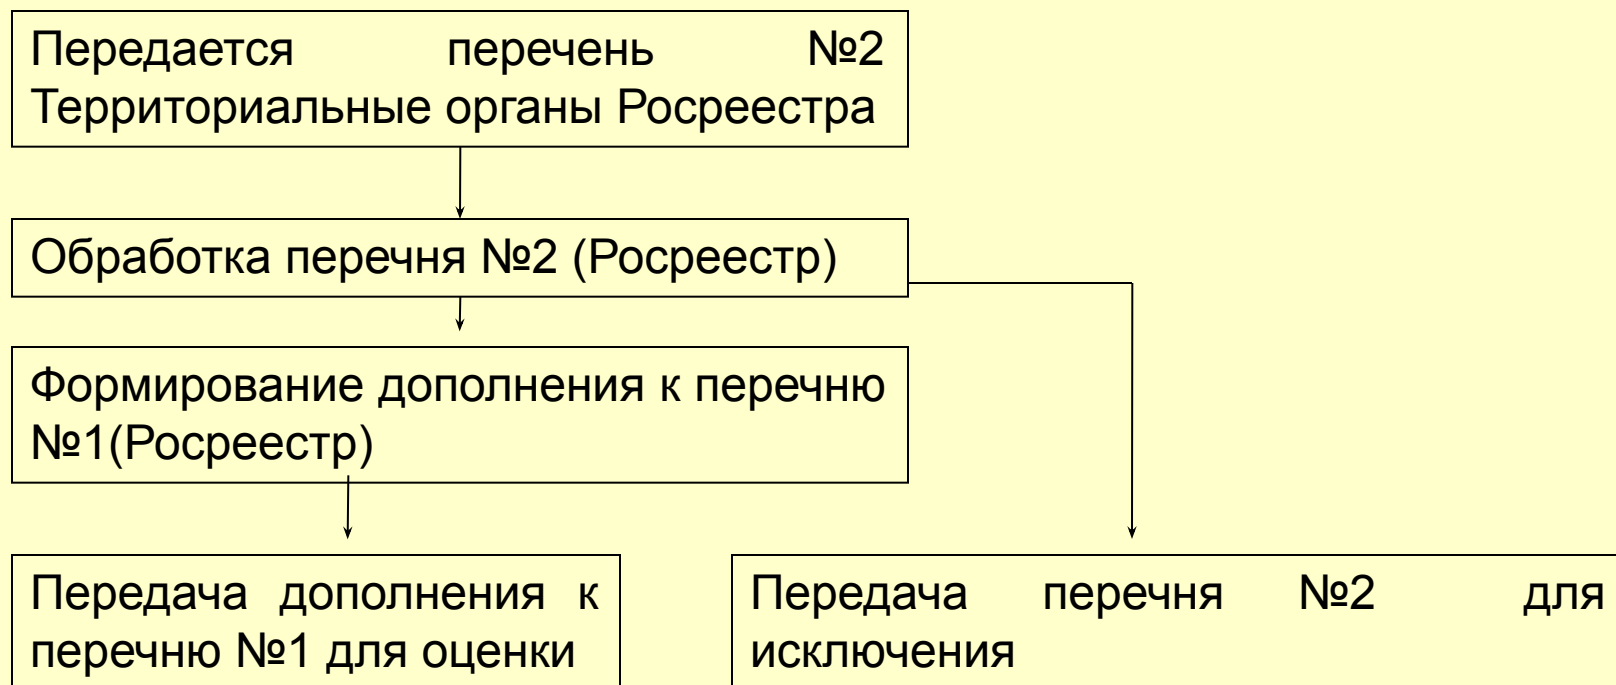 Передается перечень №2
Территориальные органы Росреестра
Обработка перечня №2 (Росреестр)
Формирование дополнения к перечню
№1(Росреестр)
Передача дополнения к
перечню №1 для оценки
Передача перечня №2 для
исключения